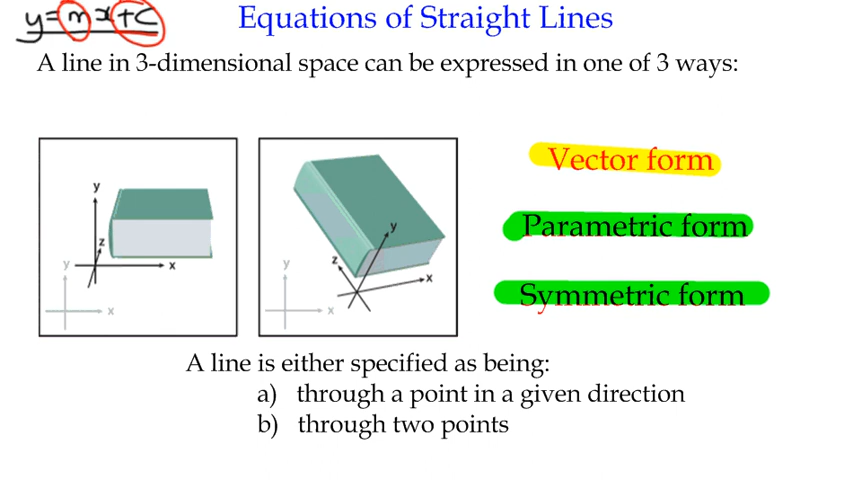 y=mx+c
Equations of Straight Lines
A line in 3-dimensional space can be expressed in one of 3 ways:
y
z
x
y
x
y
z
x
y
x
Vector form
Parametric form
Symmetric form
A line is either specified as being:
a) through a point in a given direction
b) through two points